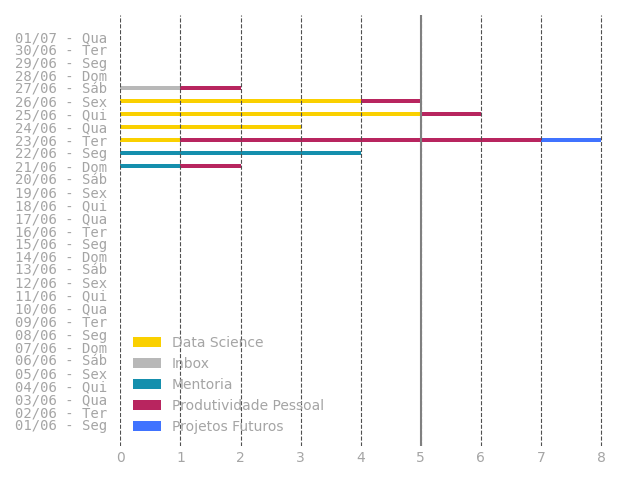 01/07 - Qua
30/06 - Ter
29/06 - Seg
28/06 - Dom
27/06 - Sáb
26/06 - Sex
25/06 - Qui
24/06 - Qua
23/06 - Ter
22/06 - Seg
21/06 - Dom
20/06 - Sáb
19/06 - Sex
18/06 - Qui
17/06 - Qua
16/06 - Ter
15/06 - Seg
14/06 - Dom
13/06 - Sáb
12/06 - Sex
11/06 - Qui
10/06 - Qua
09/06 - Ter
08/06 - Seg
07/06 - Dom
06/06 - Sáb
05/06 - Sex
04/06 - Qui
03/06 - Qua
02/06 - Ter
01/06 - Seg
Data Science
Inbox
Mentoria
Produtividade Pessoal
Projetos Futuros
0 1 2 3 4 5 6 7 8